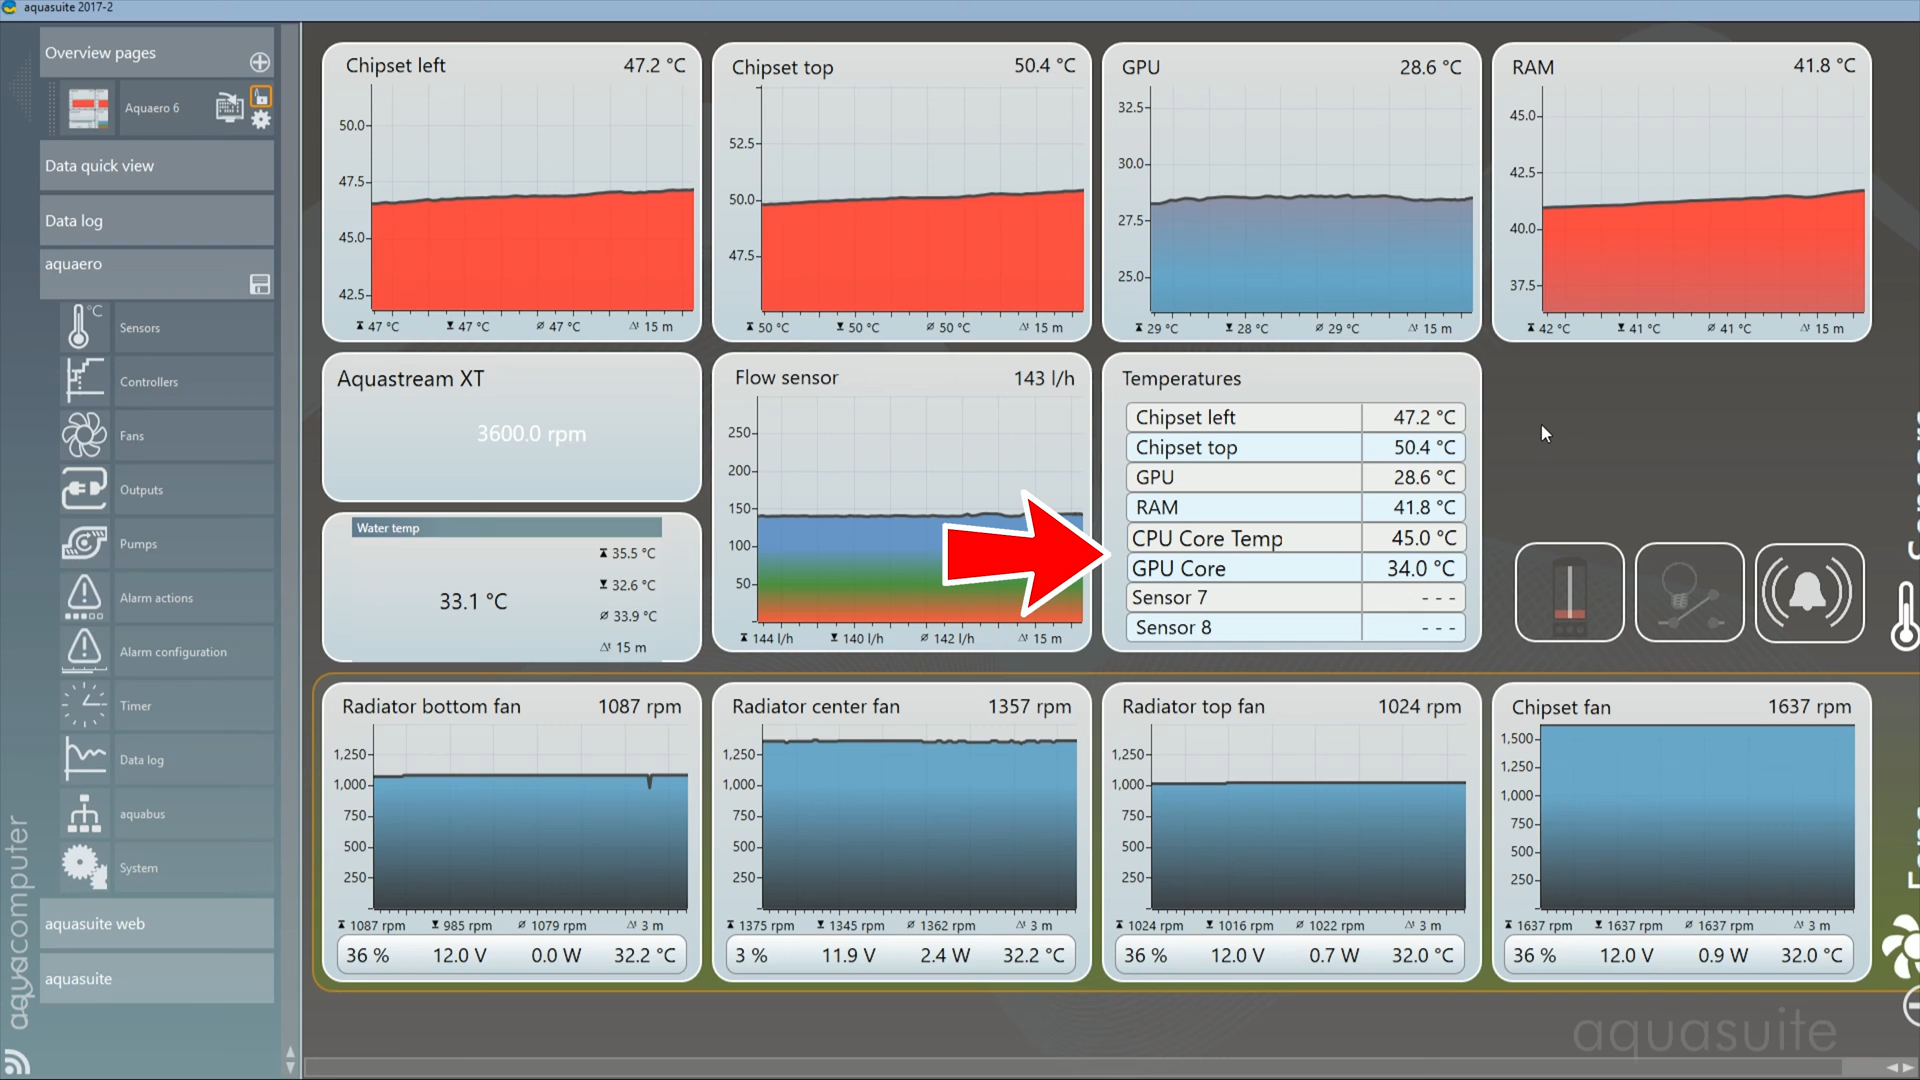 aquasuite 2017-2
Overview pages
Aquaero 6
Data quick view
Data log
aquaero
°C
Sensors
Controllers
Fans
Outputs
Pumps
Alarm actions
Alarm configuration
Timer
Data log
aquabus
System
aquasuite web
aquasuite
aquacomputer
Chipset left 47.2 °C
50.0
47.5
45.0
42.5
47 °C 47 °C ⌀ 47 °C 15 m
Chipset top 50.4 °C
52.5
50.0
47.5
50 °C 50 °C ⌀ 50 °C 15 m
GPU 28.6 °C
32.5
30.0
27.5
25.0
29 °C 28 °C ⌀ 29 °C 15 m
RAM 41.8 °C
45.0
42.5
40.0
37.5
42 °C 41 °C ⌀ 41 °C 15 m
Aquastream XT
3600.0 rpm
Water temp
33.1 °C
35.5 °C
32.6 °C
⌀ 33.9 °C
15 m
Flow sensor 143 l/h
250
200
150
100
50
144 l/h 140 l/h ⌀ 142 l/h 15 m
Temperatures
Chipset left 47.2 °C
Chipset top 50.4 °C
GPU 28.6 °C
RAM 41.8 °C
CPU Core Temp 45.0 °C
GPU Core 34.0 °C
Sensor 7 - - -
Sensor 8 - - -
Radiator bottom fan 1087 rpm
1,250
1,000
750
500
250
1087 rpm 985 rpm ⌀ 1079 rpm 3 m
36 % 12.0 V 0.0 W 32.2 °C
Radiator center fan 1357 rpm
1,250
1,000
750
500
250
1375 rpm 1345 rpm ⌀ 1362 rpm 3 m
3 % 11.9 V 2.4 W 32.2 °C
Radiator top fan 1024 rpm
1,250
1,000
750
500
250
1024 rpm 1016 rpm ⌀ 1022 rpm 3 m
36 % 12.0 V 0.7 W 32.0 °C
Chipset fan 1637 rpm
1,500
1,250
1,000
750
500
250
1637 rpm 1637 rpm ⌀ 1637 rpm 3 m
36 % 12.0 V 0.9 W 32.0 °C
aquasuite